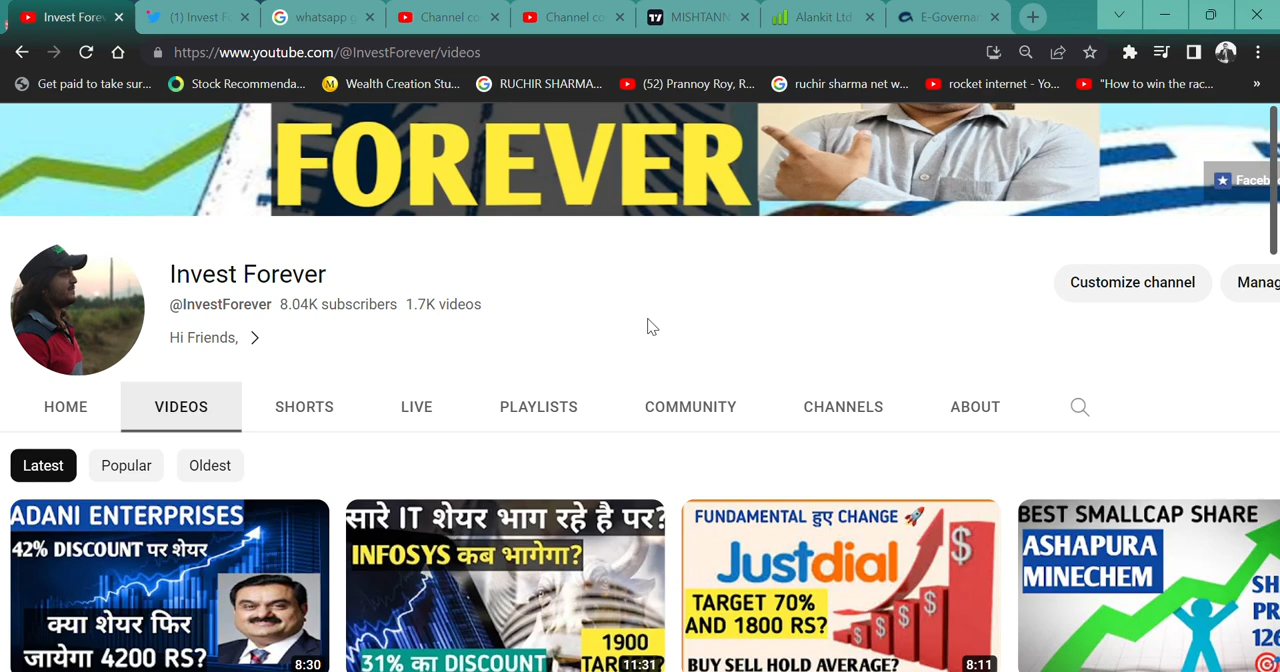 Invest Fore
(1) Invest F
whatsapp g
Channel co
Channel co
MISHTANN
Alankit Ltd
E-Governa
https://www.youtube.com/@InvestForever/videos
Get paid to take sur...
Stock Recommenda...
Wealth Creation Stu...
RUCHIR SHARMA...
(52) Prannoy Roy, R...
ruchir sharma net w...
rocket internet - Yo...
"How to win the rac...
»
FOREVER
Faceb
Invest Forever
@InvestForever 8.04K subscribers 1.7K videos
Hi Friends,
Customize channel
Manag
HOME
VIDEOS
SHORTS
LIVE
PLAYLISTS
COMMUNITY
CHANNELS
ABOUT
Latest
Popular
Oldest
ADANI ENTERPRISES
42% DISCOUNT पर शेयर
क्या शेयर फिर
जायेगा 4200 RS?
8:30
सारे IT शेयर भाग रहे है पर?
INFOSYS कब भागेगा?
1900
31% का DISCOUNT
11:31
FUNDAMENTAL हुए CHANGE
Justdial
TARGET 70%
AND 1800 RS?
BUY SELL HOLD AVERAGE?
8:11
BEST SMALLCAP SHARE
ASHAPURA
MINECHEM
SH
PR
126